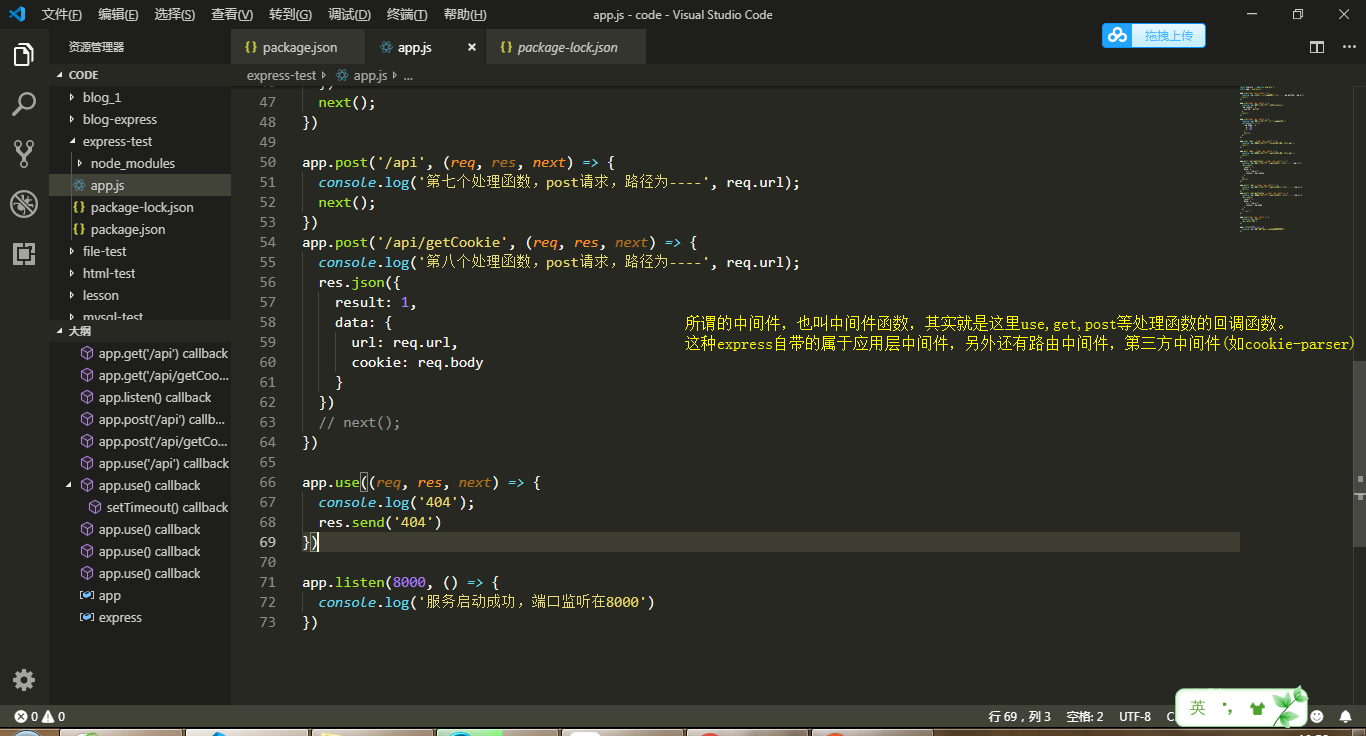 文件(F) 编辑(E) 选择(S) 查看(V) 转到(G) 调试(D) 终端(T) 帮助(H) app.js - code - Visual Studio Code
拖拽上传
资源管理器
{} package.json app.js × {} package-lock.json
express-test app.js ...
CODE
blog_1
blog-express
express-test
node_modules
app.js
{} package-lock.json
{} package.json
file-test
html-test
lesson
mysql-test
大纲
app.get('/api') callback
app.get('/api/getCoo...
app.listen() callback
app.post('/api') callb...
app.post('/api/getCo...
app.use('/api') callback
app.use() callback
setTimeout() callback
app.use() callback
app.use() callback
app.use() callback
app
express
47 next();
48 })
49
50 app.post('/api', (req, res, next) => {
51 console.log('第七个处理函数，post请求，路径为----', req.url);
52 next();
53 })
54 app.post('/api/getCookie', (req, res, next) => {
55 console.log('第八个处理函数，post请求，路径为----', req.url);
56 res.json({
57 result: 1,
58 data: {
59 url: req.url,
60 cookie: req.body
61 }
62 })
63 // next();
64 })
65
66 app.use((req, res, next) => {
67 console.log('404');
68 res.send('404')
69 })
70
71 app.listen(8000, () => {
72 console.log('服务启动成功，端口监听在8000')
73 })
所谓的中间件，也叫中间件函数，其实就是这里use,get,post等处理函数的回调函数。
这种express自带的属于应用层中间件，另外还有路由中间件，第三方中间件(如cookie-parser)
0 0 行 69，列 3 空格: 2 UTF-8 C
英